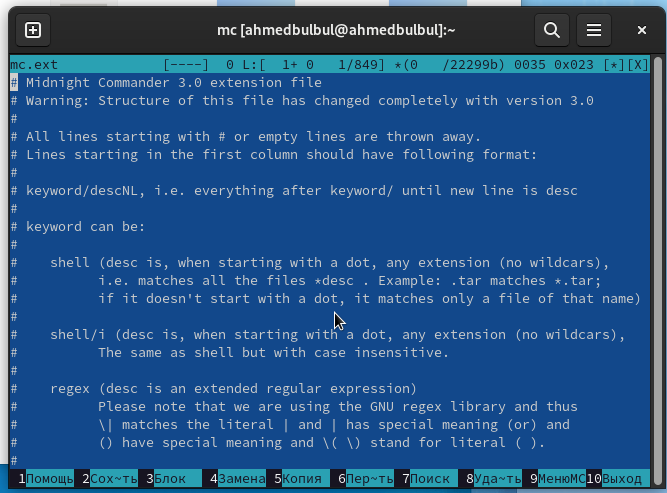 mc [ahmedbulbul@ahmedbulbul]:~
mc.ext [----] 0 L:[ 1+ 0 1/849] *(0 /22299b) 0035 0x023 [*][X]
# Midnight Commander 3.0 extension file
# Warning: Structure of this file has changed completely with version 3.0
#
# All lines starting with # or empty lines are thrown away.
# Lines starting in the first column should have following format:
#
# keyword/descNL, i.e. everything after keyword/ until new line is desc
#
# keyword can be:
#
# shell (desc is, when starting with a dot, any extension (no wildcars),
# i.e. matches all the files *desc . Example: .tar matches *.tar;
# if it doesn't start with a dot, it matches only a file of that name)
#
# shell/i (desc is, when starting with a dot, any extension (no wildcars),
# The same as shell but with case insensitive.
#
# regex (desc is an extended regular expression)
# Please note that we are using the GNU regex library and thus
# \| matches the literal | and | has special meaning (or) and
# () have special meaning and \( \) stand for literal ( ).
#
1Помощь 2Сох~ть 3Блок 4Замена 5Копия 6Пер~ть 7Поиск 8Уда~ть 9МенюMC 10Выход